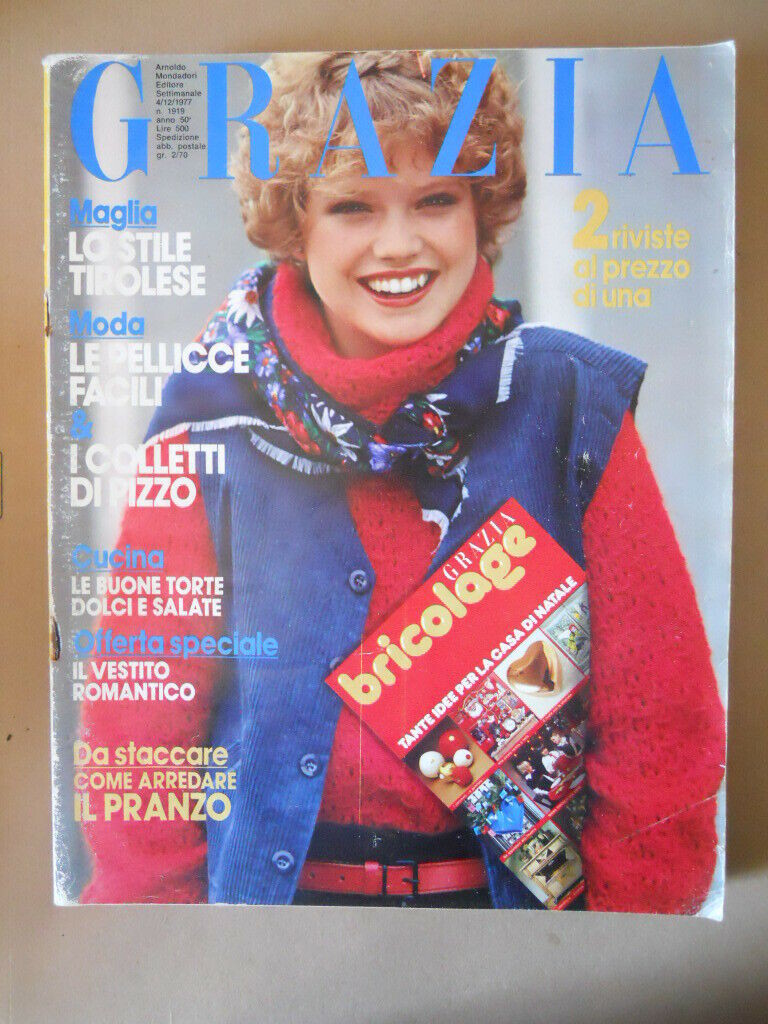 GRAZIA
Arnoldo
Mondadori
Editore
Settimanale
4/12/1977
n. 1919
anno 50°
Lire 500
Spedizione
abb. postale
gr. 2/70
Maglia
LO STILE
TIROLESE
2 riviste
al prezzo
di una
Moda
LE PELLICCE
FACILI
&
I COLLETTI
DI PIZZO
Cucina
LE BUONE TORTE
DOLCI E SALATE
Offerta speciale
IL VESTITO
ROMANTICO
Da staccare
COME ARREDARE
IL PRANZO
GRAZIA
bricolage
TANTE IDEE PER LA CASA DI NATALE